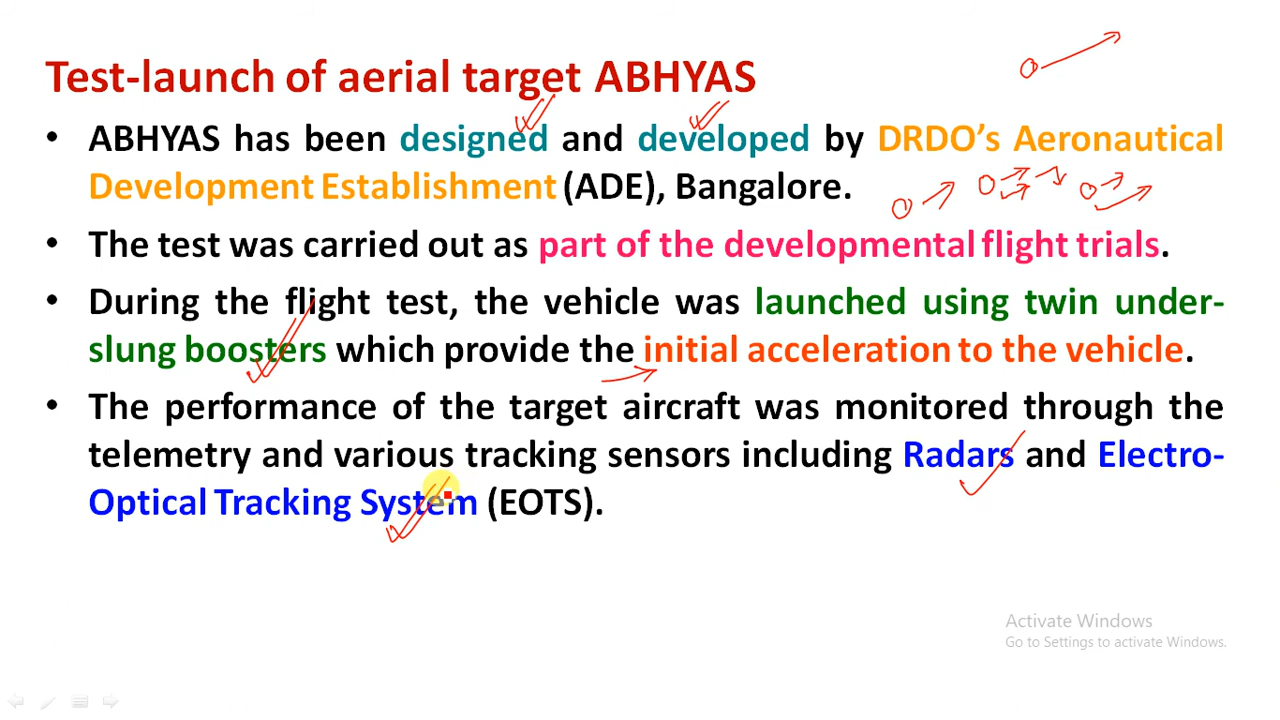 Test-launch of aerial target ABHYAS
• ABHYAS has been designed and developed by DRDO’s Aeronautical
Development Establishment (ADE), Bangalore.
• The test was carried out as part of the developmental flight trials.
• During the flight test, the vehicle was launched using twin under-
slung boosters which provide the initial acceleration to the vehicle.
• The performance of the target aircraft was monitored through the
telemetry and various tracking sensors including Radars and Electro-
Optical Tracking System (EOTS).
Activate Windows
Go to Settings to activate Windows.